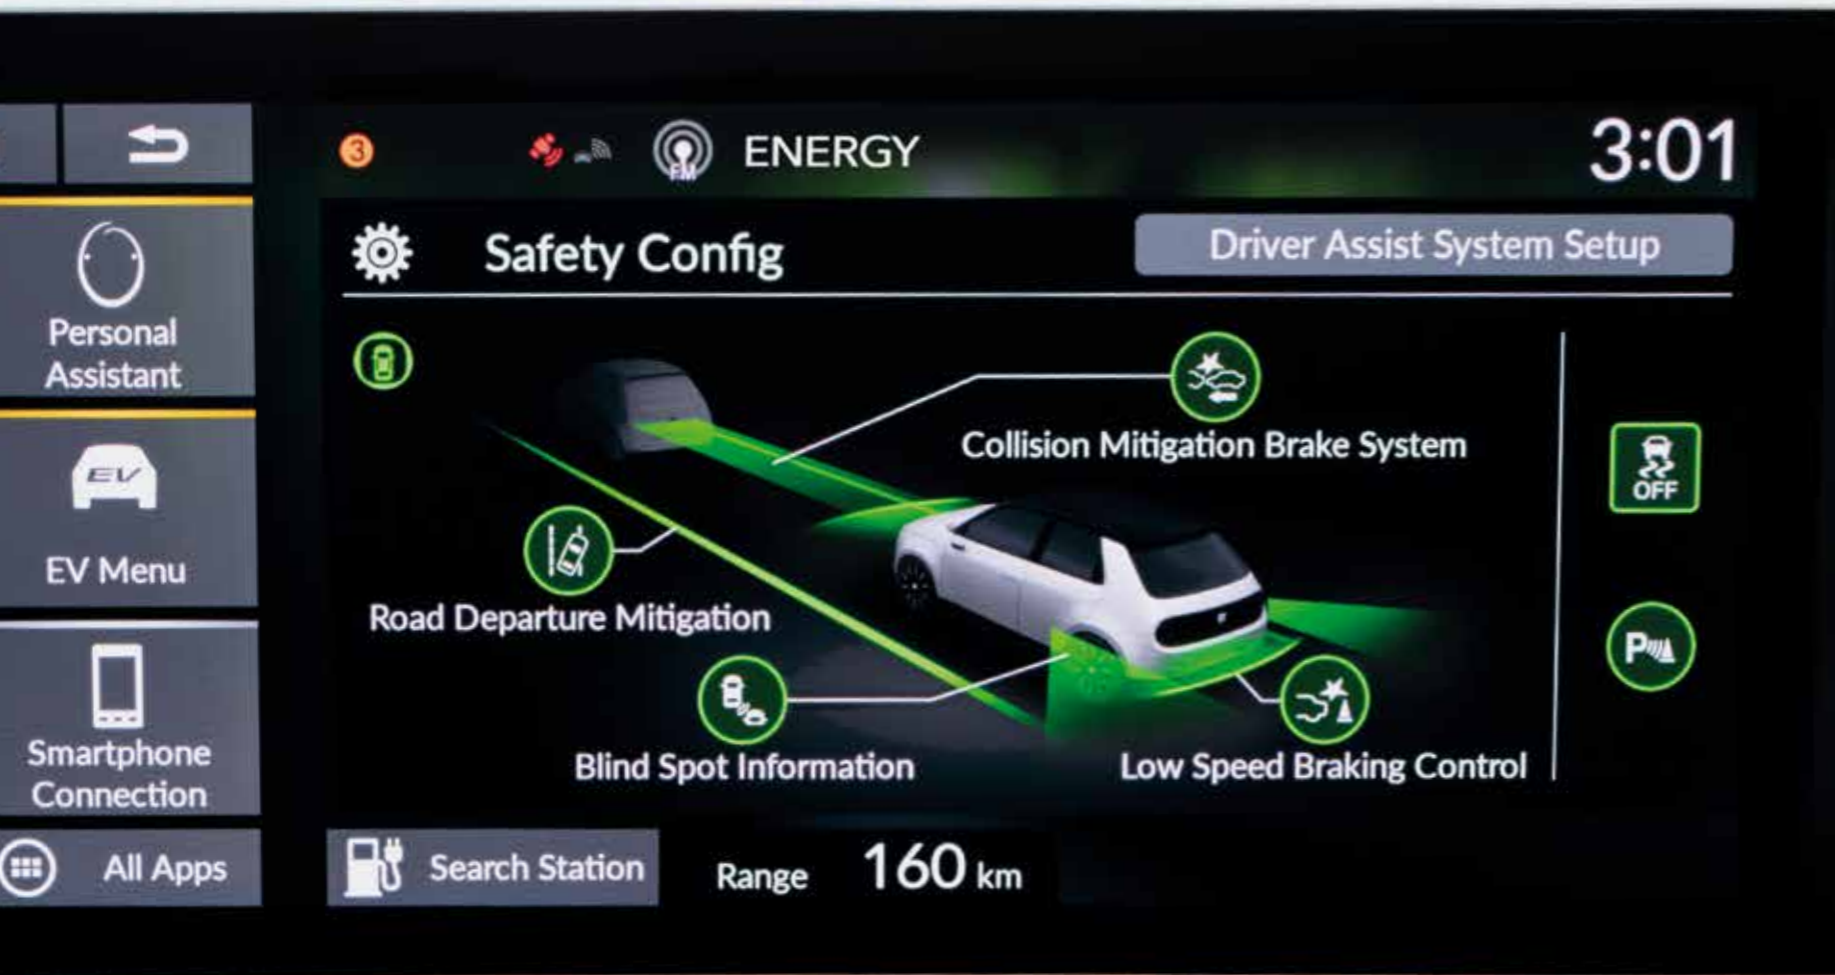 3
FM
ENERGY
3:01
Safety Config
Driver Assist System Setup
Personal
Assistant
Collision Mitigation Brake System
OFF
EV
EV Menu
Road Departure Mitigation
P
Blind Spot Information
Low Speed Braking Control
Smartphone
Connection
All Apps
Search Station
Range 160 km